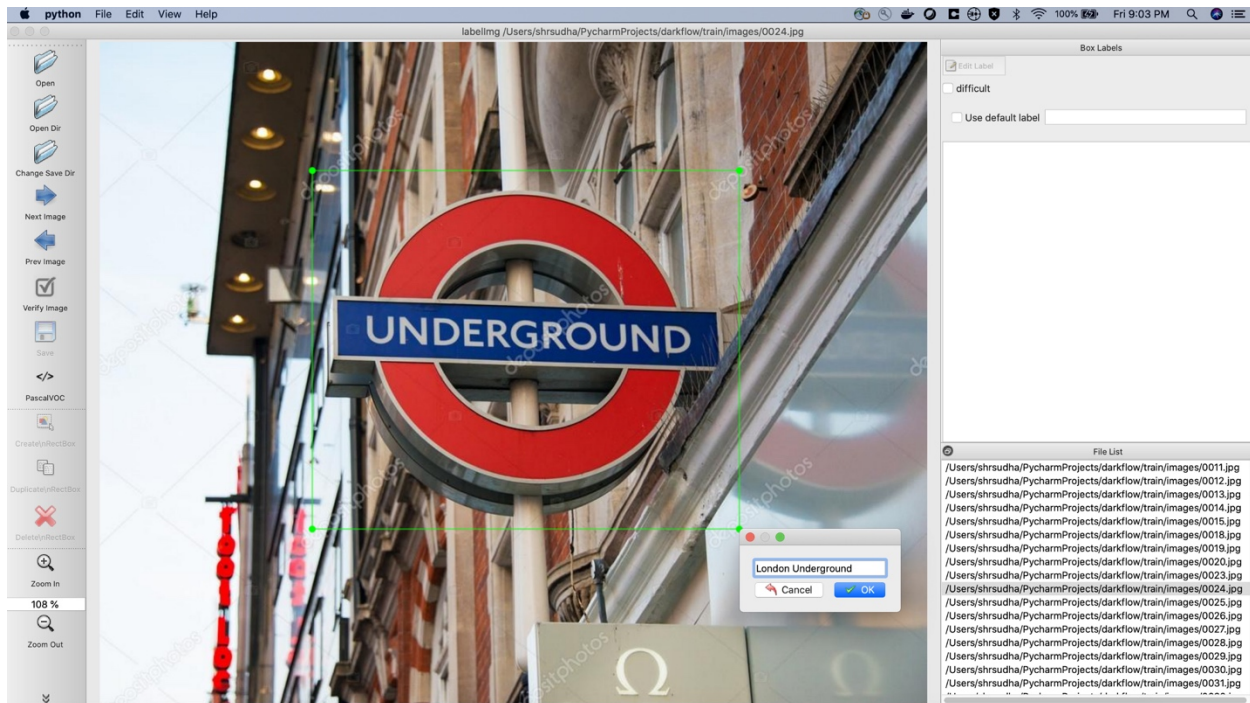 python File Edit View Help
100% Fri 9:03 PM
labelImg /Users/shrsudha/PycharmProjects/darkflow/train/images/0024.jpg
Open
Open Dir
Change Save Dir
Next Image
Prev Image
Verify Image
Save
</>
PascalVOC
Create\nRectBox
Duplicate\nRectBox
Delete\nRectBox
Zoom In
108 %
Zoom Out
depositphotos
depositphotos
depositphotos
UNDERGROUND
depositphotos
depositphotos
Ω
Ω
London Underground
Cancel
OK
Box Labels
Edit Label
difficult
Use default label
File List
/Users/shrsudha/PycharmProjects/darkflow/train/images/0011.jpg
/Users/shrsudha/PycharmProjects/darkflow/train/images/0012.jpg
/Users/shrsudha/PycharmProjects/darkflow/train/images/0013.jpg
/Users/shrsudha/PycharmProjects/darkflow/train/images/0014.jpg
/Users/shrsudha/PycharmProjects/darkflow/train/images/0015.jpg
/Users/shrsudha/PycharmProjects/darkflow/train/images/0018.jpg
/Users/shrsudha/PycharmProjects/darkflow/train/images/0019.jpg
/Users/shrsudha/PycharmProjects/darkflow/train/images/0020.jpg
/Users/shrsudha/PycharmProjects/darkflow/train/images/0023.jpg
/Users/shrsudha/PycharmProjects/darkflow/train/images/0024.jpg
/Users/shrsudha/PycharmProjects/darkflow/train/images/0025.jpg
/Users/shrsudha/PycharmProjects/darkflow/train/images/0026.jpg
/Users/shrsudha/PycharmProjects/darkflow/train/images/0027.jpg
/Users/shrsudha/PycharmProjects/darkflow/train/images/0028.jpg
/Users/shrsudha/PycharmProjects/darkflow/train/images/0029.jpg
/Users/shrsudha/PycharmProjects/darkflow/train/images/0030.jpg
/Users/shrsudha/PycharmProjects/darkflow/train/images/0031.jpg